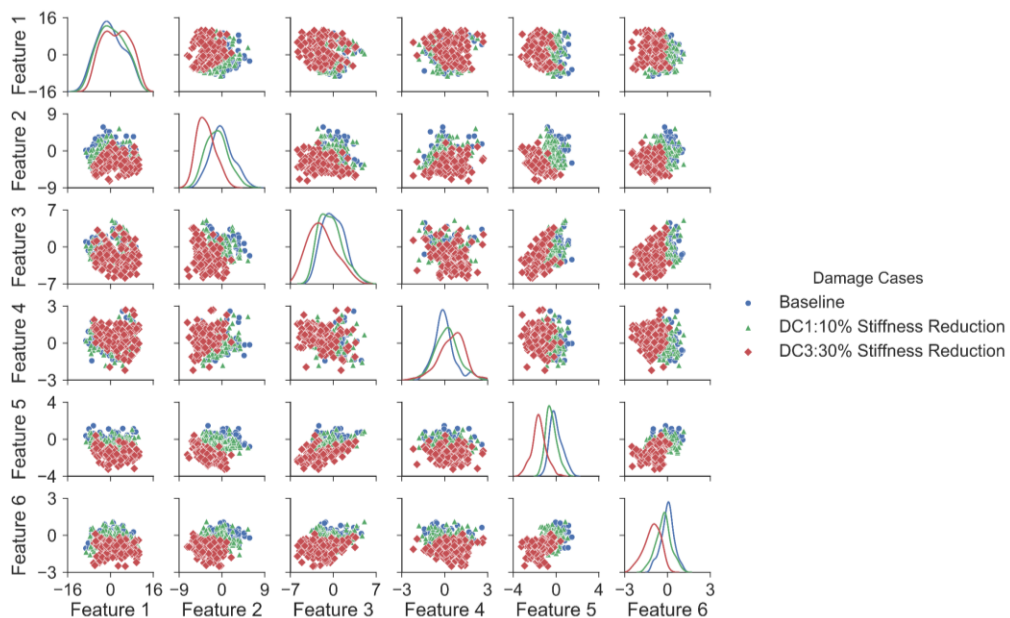 Feature 1
16
0
−16
Feature 2
9
0
−9
Feature 3
7
0
−7
Feature 4
3
0
−3
Feature 5
4
0
−4
Feature 6
3
0
−3
−16 0 16
−9 0 9
−7 0 7
−3 0 3
−4 0 4
−3 0 3
Feature 1
Feature 2
Feature 3
Feature 4
Feature 5
Feature 6
Damage Cases
Baseline
DC1:10% Stiffness Reduction
DC3:30% Stiffness Reduction